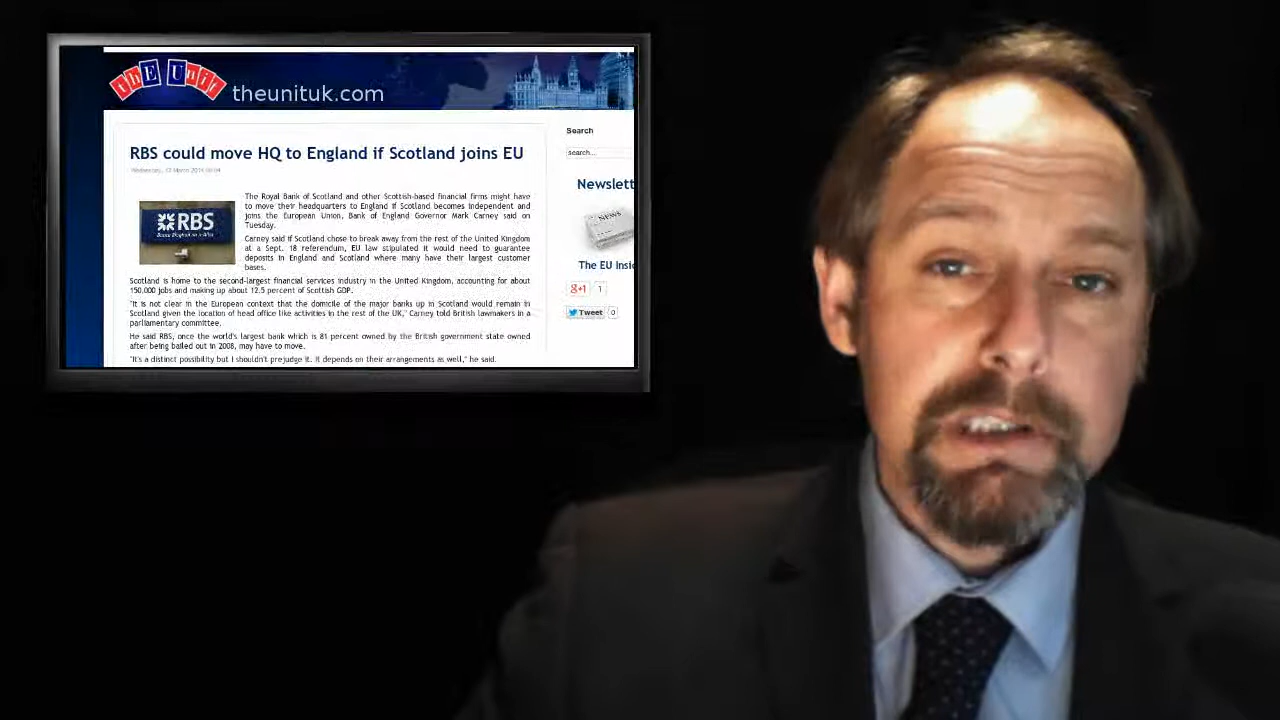 thE Unit
theunituk.com
RBS could move HQ to England if Scotland joins EU
Wednesday, 12 March 2014
RBS
The Royal Bank of Scotland and other Scottish-based financial firms might have
to move their headquarters to England if Scotland becomes independent and
joins the European Union, Bank of England Governor Mark Carney said on
Tuesday.
Carney said if Scotland chose to break away from the rest of the United Kingdom
at a Sept. 18 referendum, EU law stipulated it would need to guarantee
deposits in England and Scotland where many have their largest customer
bases.
Scotland is home to the second-largest financial services industry in the United Kingdom, accounting for about
150,000 jobs and making up about 12.5 percent of Scottish GDP.
"It is not clear in the European context that the domicile of the major banks up in Scotland would remain in
Scotland given the location of head office like activities in the rest of the UK," Carney told British lawmakers in a
parliamentary committee.
He said RBS, once the world's largest bank which is 81 percent owned by the British government state owned
after being bailed out in 2008, may have to move.
"It's a distinct possibility but I shouldn't prejudge it. It depends on their arrangements as well," he said.
Search
search...
Newslett
NEWS
The EU Insid
g+1 1
Tweet 0